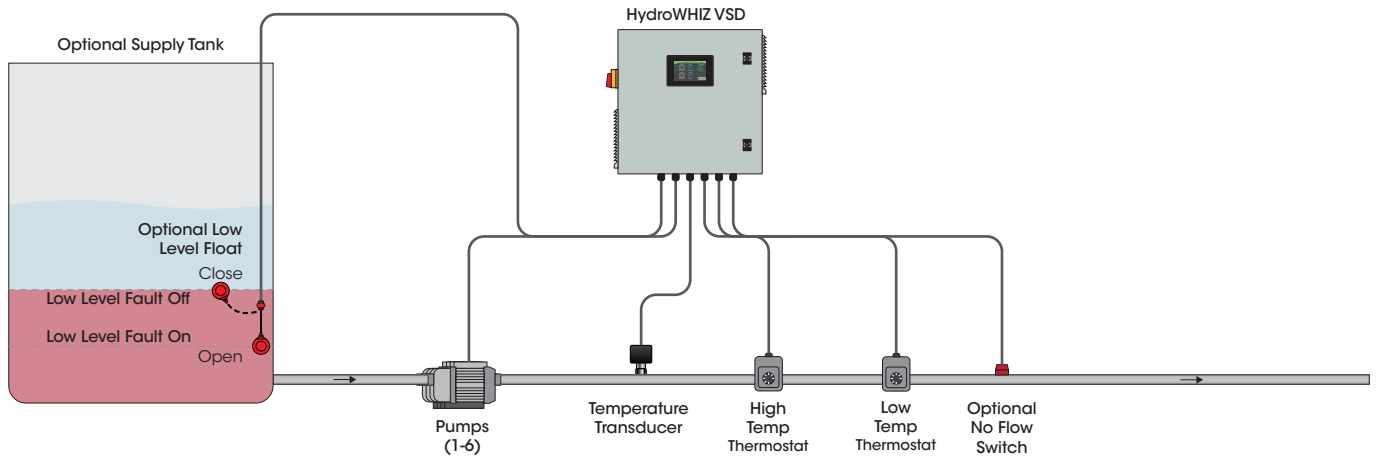 HydroWHIZ VSD
Optional Supply Tank
Optional Low
Level Float
Close
Low Level Fault Off
Low Level Fault On
Open
Pumps
(1-6)
Temperature
Transducer
High
Temp
Thermostat
Low
Temp
Thermostat
Optional
No Flow
Switch